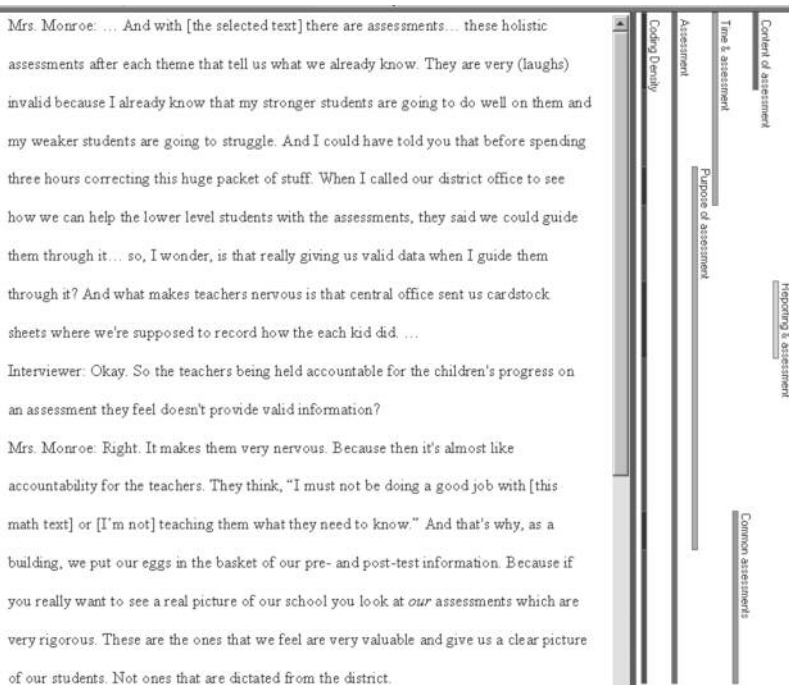 Mrs. Monroe: ... And with [the selected text] there are assessments... these holistic
assessments after each theme that tell us what we already know. They are very (laughs)
invalid because I already know that my stronger students are going to do well on them and
my weaker students are going to struggle. And I could have told you that before spending
three hours correcting this huge packet of stuff. When I called our district office to see
how we can help the lower level students with the assessments, they said we could guide
them through it... so, I wonder, is that really giving us valid data when I guide them
through it? And what makes teachers nervous is that central office sent us cardstock
sheets where we're supposed to record how the each kid did. ...
Interviewer: Okay. So the teachers being held accountable for the children's progress on
an assessment they feel doesn't provide valid information?
Mrs. Monroe: Right. It makes them very nervous. Because then it's almost like
accountability for the teachers. They think, "I must not be doing a good job with [this
math text] or [I'm not] teaching them what they need to know." And that's why, as a
building, we put our eggs in the basket of our pre- and post-test information. Because if
you really want to see a real picture of our school you look at our assessments which are
very rigorous. These are the ones that we feel are very valuable and give us a clear picture
of our students. Not ones that are dictated from the district.
Coding Density
Assessment
Purpose of assessment
Time & assessment
Common assessments
Content of assessment
Reporting & assessment